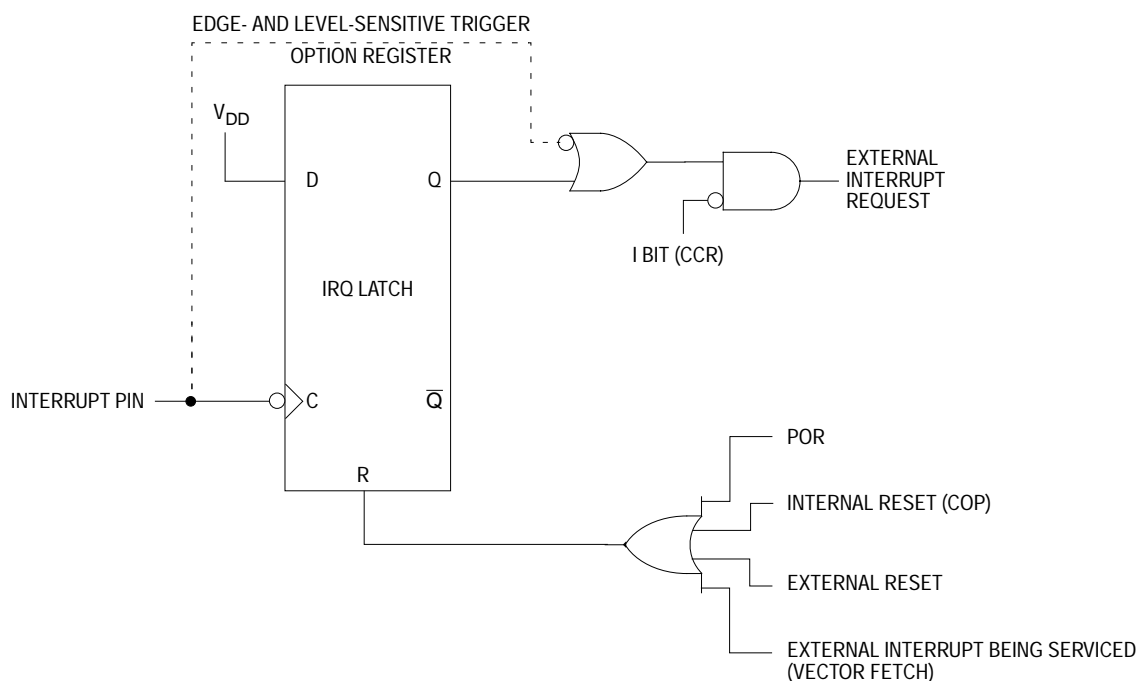 EDGE- AND LEVEL-SENSITIVE TRIGGER
OPTION REGISTER
VDD
D
Q
EXTERNAL
INTERRUPT
REQUEST
I BIT (CCR)
IRQ LATCH
INTERRUPT PIN
C
Q̅
R
POR
INTERNAL RESET (COP)
EXTERNAL RESET
EXTERNAL INTERRUPT BEING SERVICED
(VECTOR FETCH)